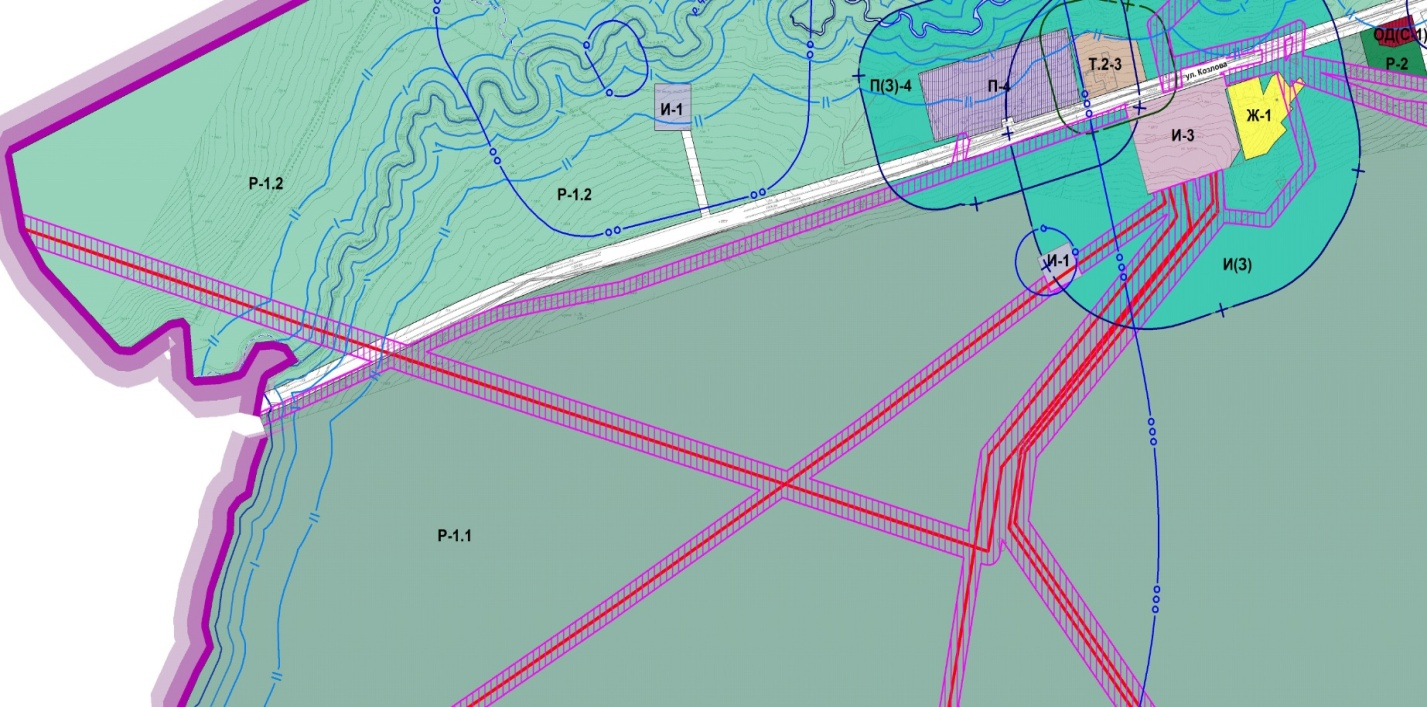 ОД(С-1)
Р-2
Т.2-3
ул. Козлова
П(З)-4
П-4
И-1
Ж-1
И-3
Р-1.2
Р-1.2
И-1
И(З)
Р-1.1